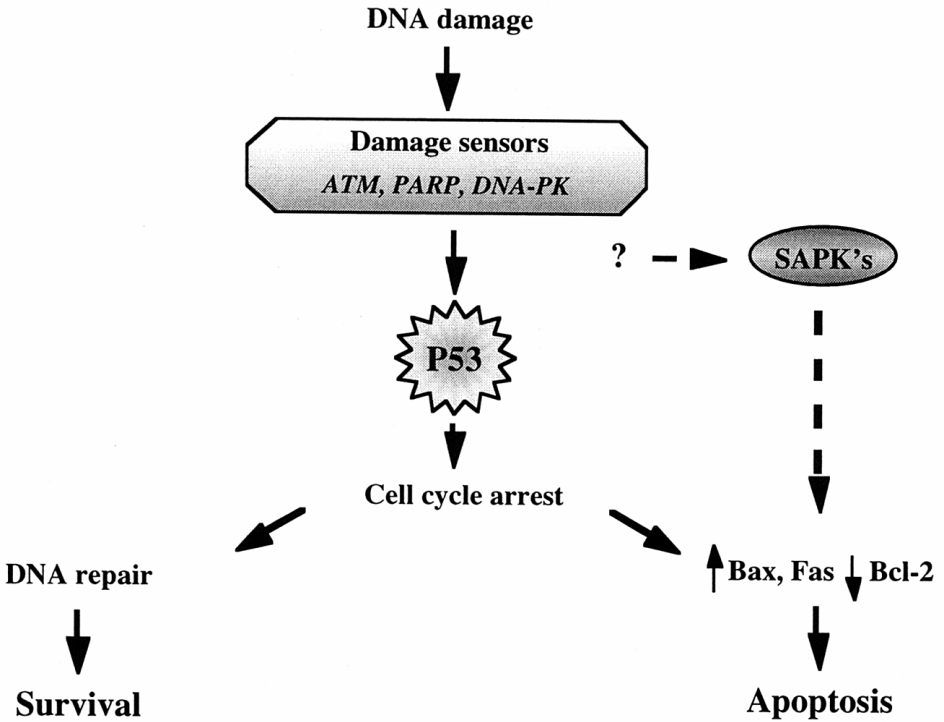 DNA damage
Damage sensors
ATM, PARP, DNA-PK
?
SAPK's
P53
Cell cycle arrest
DNA repair
Bax, Fas Bcl-2
Survival
Apoptosis